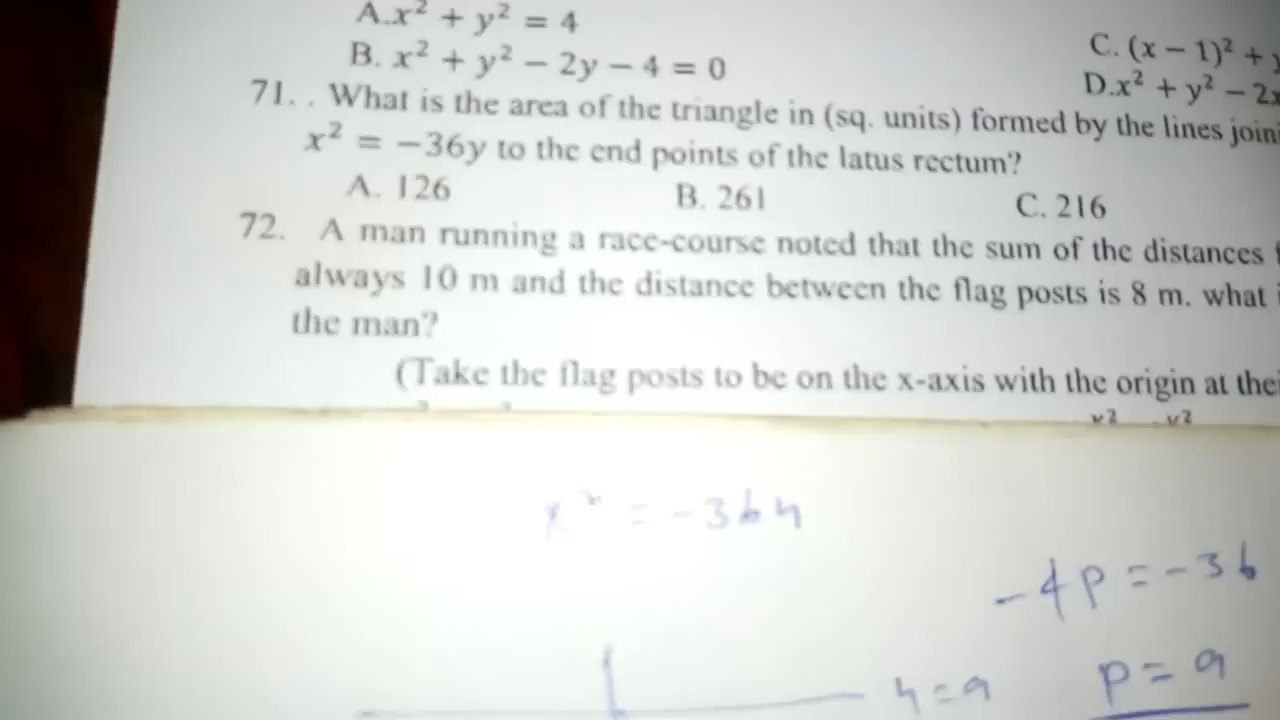 A.x² + y² = 4
B. x² + y² − 2y − 4 = 0
C. (x − 1)² +
D.x² + y² − 2x
71. . What is the area of the triangle in (sq. units) formed by the lines join
x² = −36y to the end points of the latus rectum?
A. 126 B. 261 C. 216
72. A man running a race-course noted that the sum of the distances
always 10 m and the distance between the flag posts is 8 m. what
the man?
(Take the flag posts to be on the x-axis with the origin at the
x² = -36y
-4p = -36
y = 9
p = 9